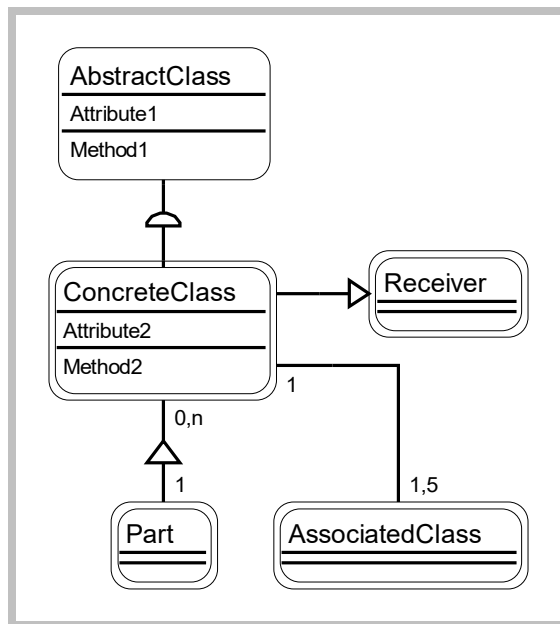 AbstractClass
Attribute1
Method1
ConcreteClass
Attribute2
Method2
Receiver
1
0,n
1
1,5
Part
AssociatedClass